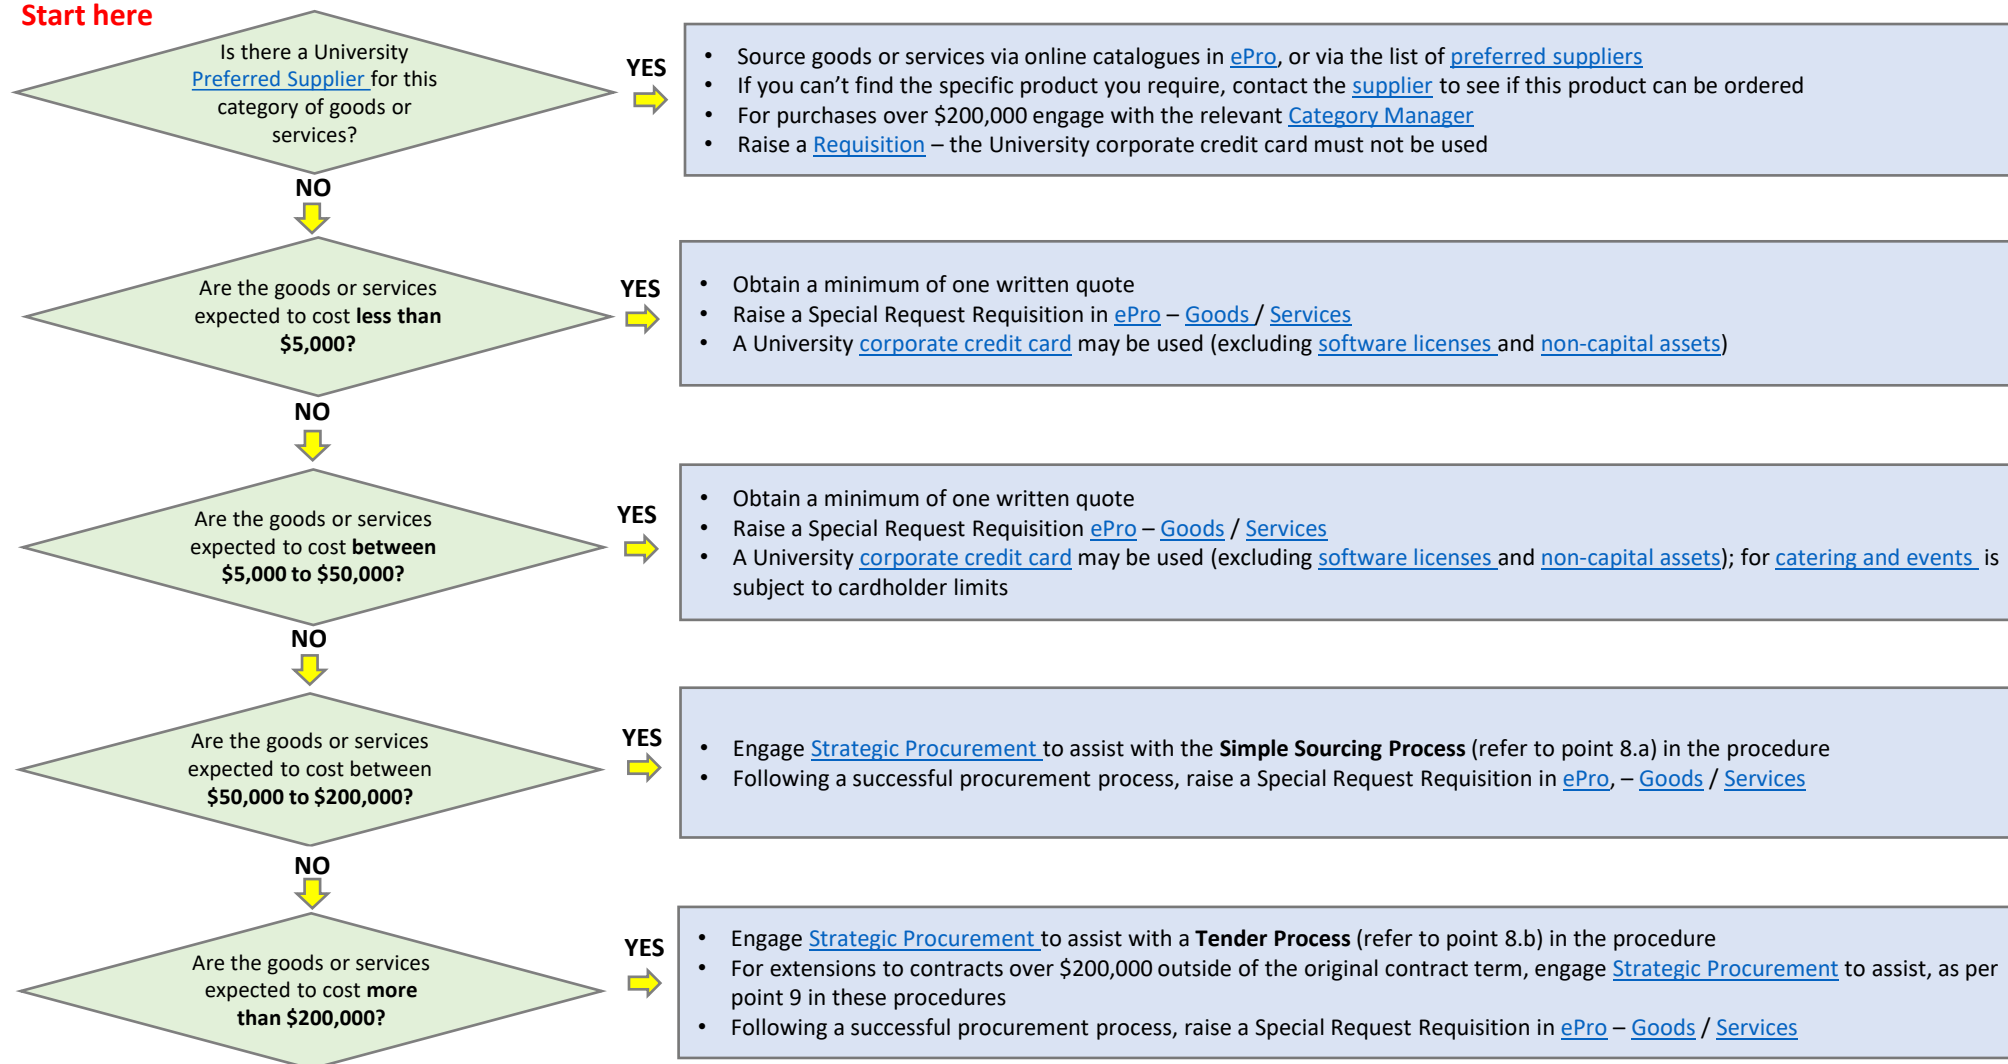 Start here
Is there a University
Preferred Supplier for this
category of goods or
services?
YES
• Source goods or services via online catalogues in ePro, or via the list of preferred suppliers
• If you can’t find the specific product you require, contact the supplier to see if this product can be ordered
• For purchases over $200,000 engage with the relevant Category Manager
• Raise a Requisition – the University corporate credit card must not be used
NO
Are the goods or services
expected to cost less than
$5,000?
YES
• Obtain a minimum of one written quote
• Raise a Special Request Requisition in ePro – Goods / Services
• A University corporate credit card may be used (excluding software licenses and non-capital assets)
NO
Are the goods or services
expected to cost between
$5,000 to $50,000?
YES
• Obtain a minimum of one written quote
• Raise a Special Request Requisition ePro – Goods / Services
• A University corporate credit card may be used (excluding software licenses and non-capital assets); for catering and events is
subject to cardholder limits
NO
Are the goods or services
expected to cost between
$50,000 to $200,000?
YES
• Engage Strategic Procurement to assist with the Simple Sourcing Process (refer to point 8.a) in the procedure
• Following a successful procurement process, raise a Special Request Requisition in ePro, – Goods / Services
NO
Are the goods or services
expected to cost more
than $200,000?
YES
• Engage Strategic Procurement to assist with a Tender Process (refer to point 8.b) in the procedure
• For extensions to contracts over $200,000 outside of the original contract term, engage Strategic Procurement to assist, as per
point 9 in these procedures
• Following a successful procurement process, raise a Special Request Requisition in ePro – Goods / Services